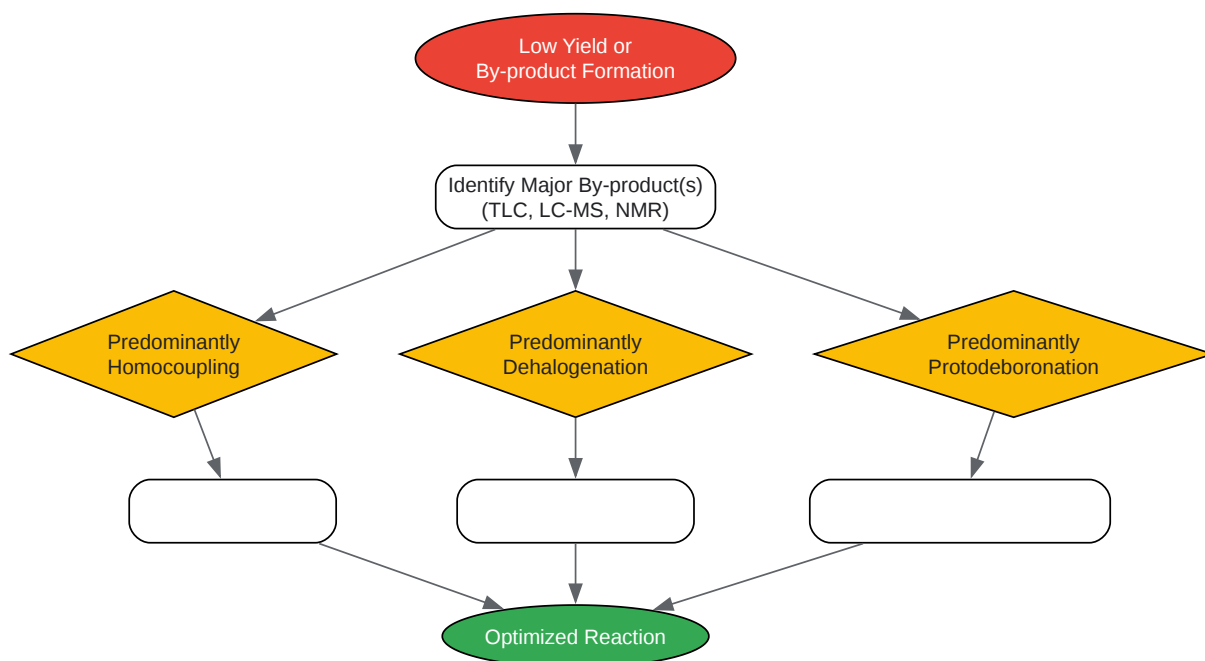 Low Yield or
By-product Formation
Identify Major By-product(s)
(TLC, LC-MS, NMR)
Predominantly
Homocoupling
Predominantly
Dehalogenation
Predominantly
Protodeboronation
Optimized Reaction